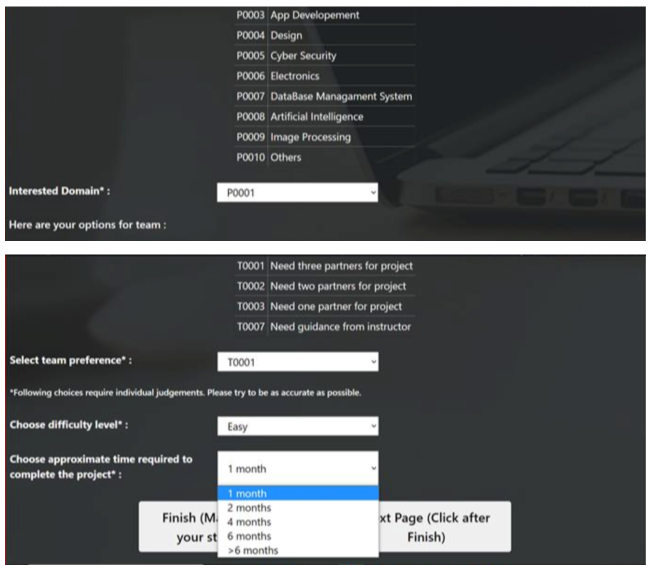 P0003 App Developement
P0004 Design
P0005 Cyber Security
P0006 Electronics
P0007 DataBase Managament System
P0008 Artificial Intelligence
P0009 Image Processing
P0010 Others
Interested Domain* : P0001
Here are your options for team :
T0001 Need three partners for project
T0002 Need two partners for project
T0003 Need one partner for project
T0007 Need guidance from instructor
Select team preference* : T0001
*Following choices require individual judgements. Please try to be as accurate as possible.
Choose difficulty level* : Easy
Choose approximate time required to
complete the project* : 1 month
1 month
2 months
4 months
6 months
>6 months
Finish (M
your st
xt Page (Click after
Finish)